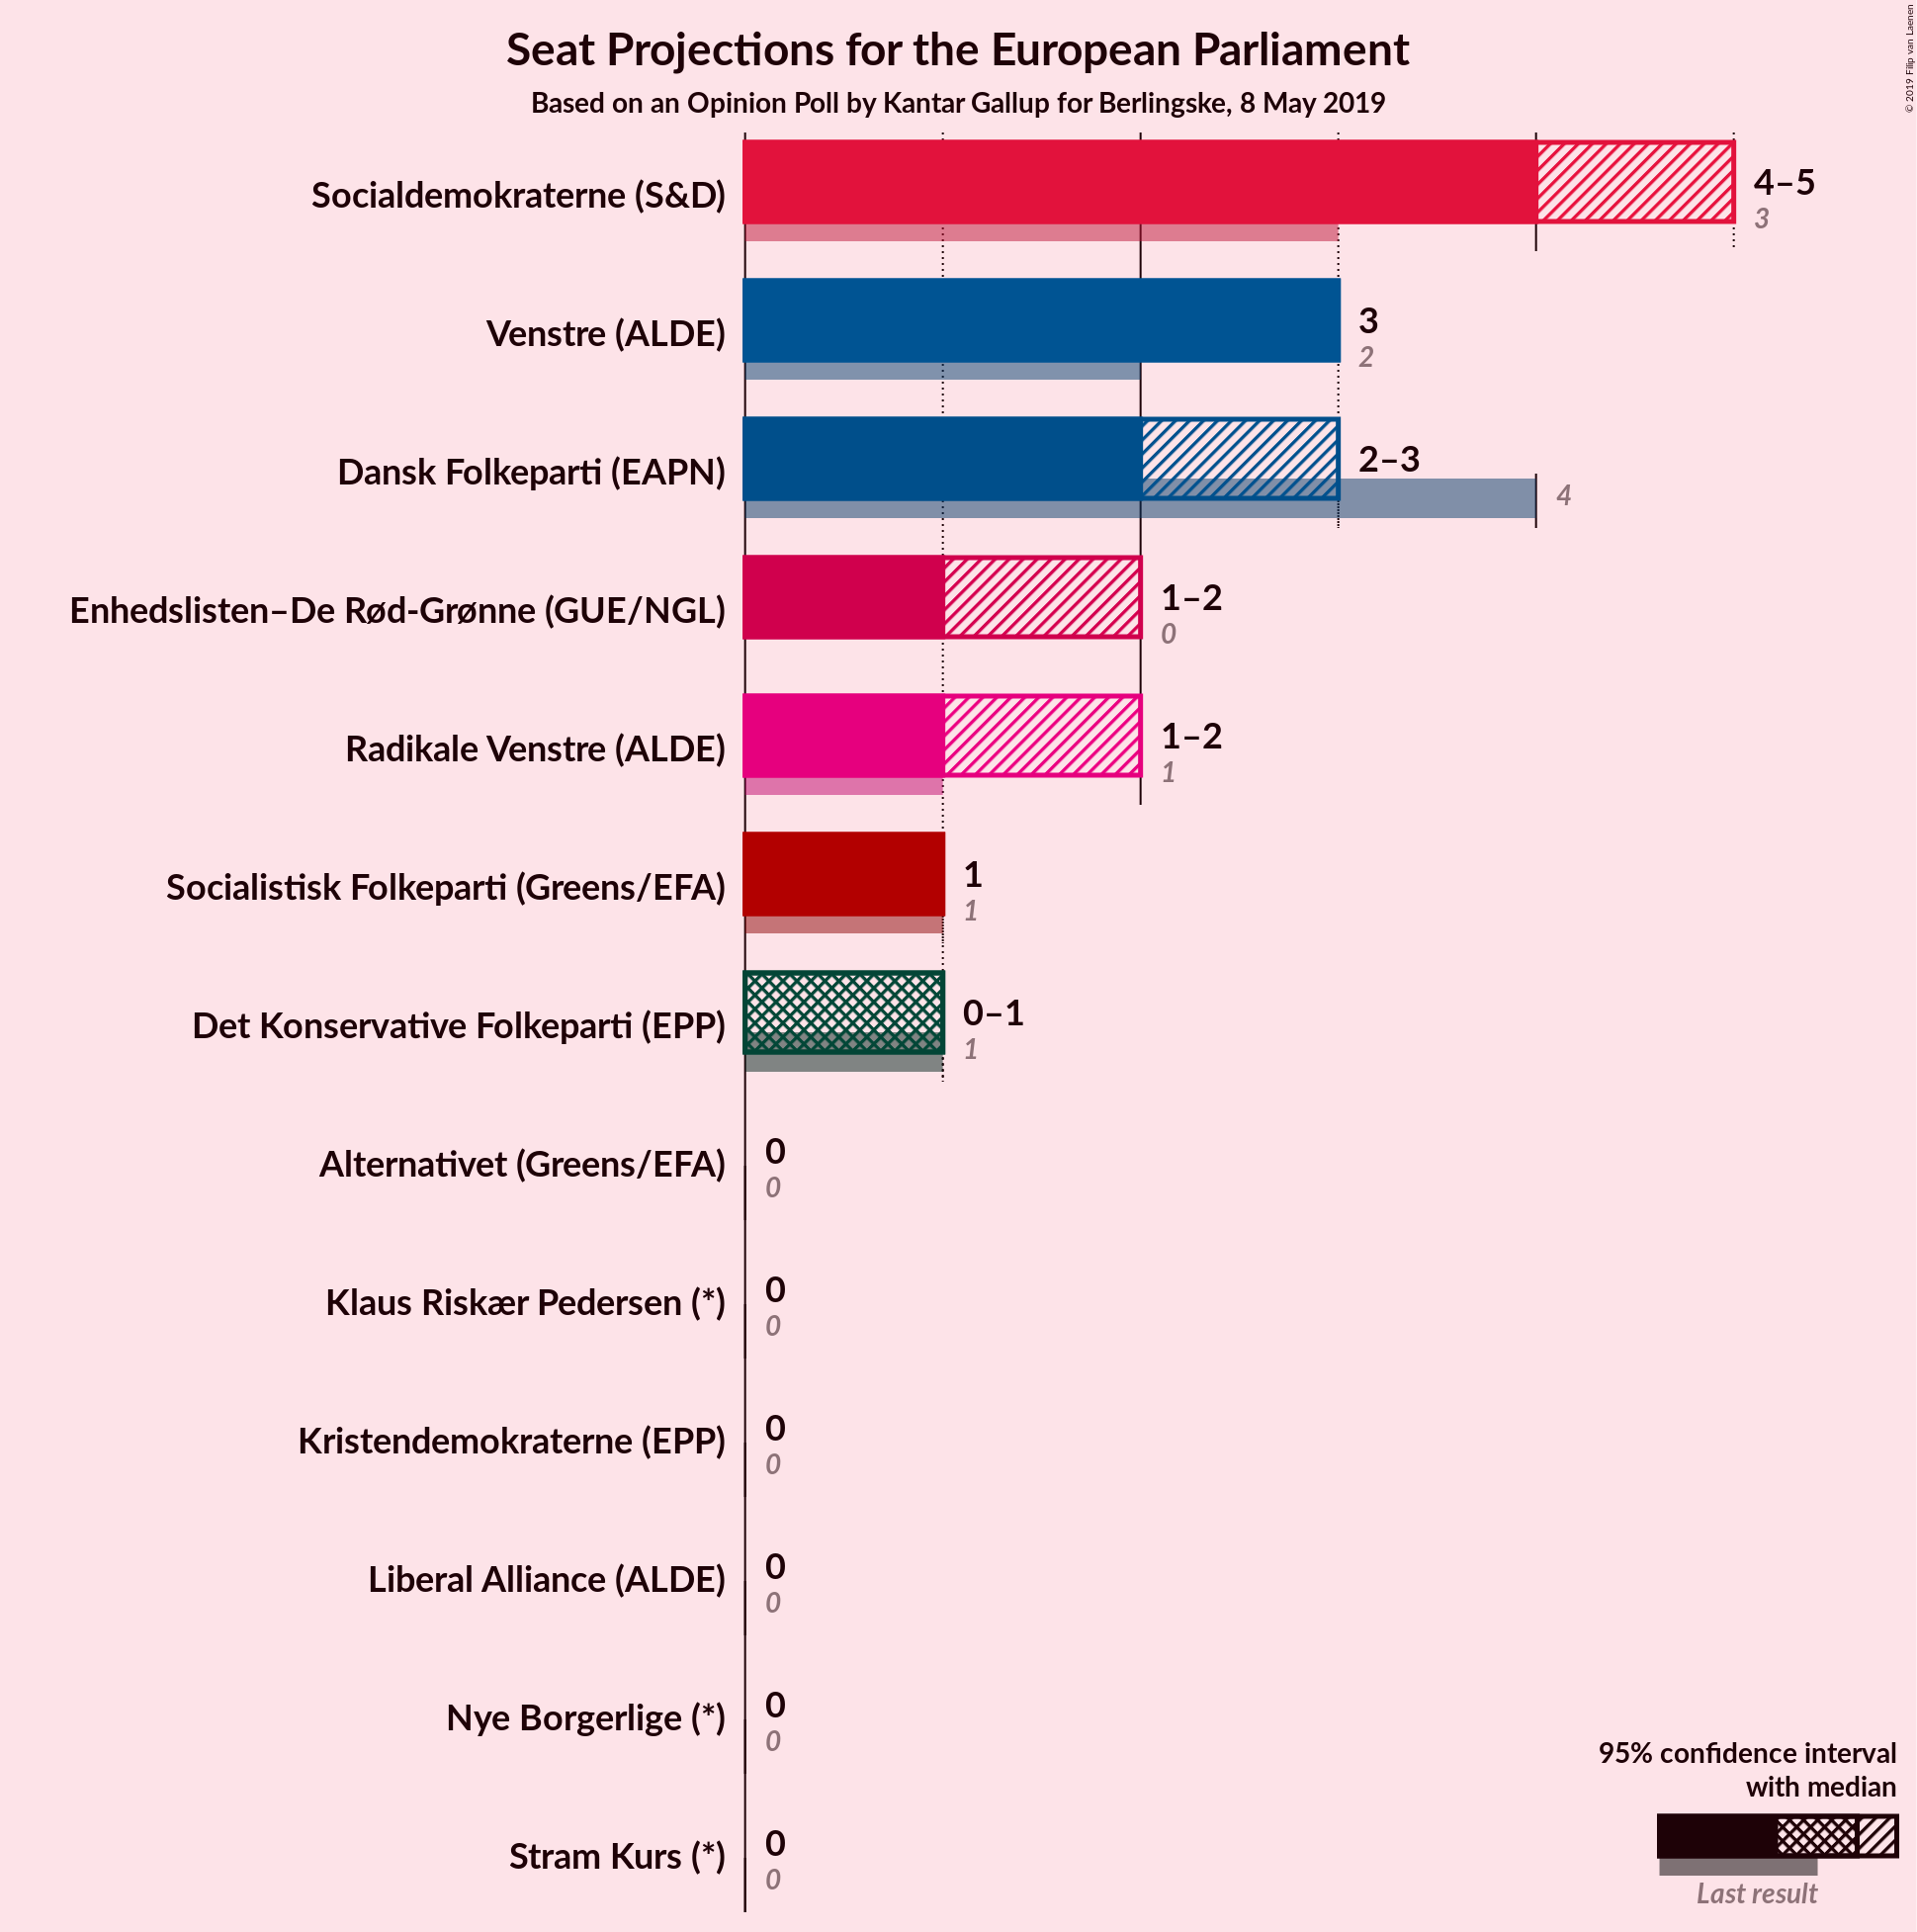 Seat Projections for the European Parliament
Based on an Opinion Poll by Kantar Gallup for Berlingske, 8 May 2019
© 2019 Filip van Laenen
Socialdemokraterne (S&D)
4–5
3
Venstre (ALDE)
3
2
Dansk Folkeparti (EAPN)
2–3
4
Enhedslisten–De Rød-Grønne (GUE/NGL)
1–2
0
Radikale Venstre (ALDE)
1–2
1
Socialistisk Folkeparti (Greens/EFA)
1
1
Det Konservative Folkeparti (EPP)
0–1
1
Alternativet (Greens/EFA)
0
0
Klaus Riskær Pedersen (*)
0
0
Kristendemokraterne (EPP)
0
0
Liberal Alliance (ALDE)
0
0
Nye Borgerlige (*)
0
0
Stram Kurs (*)
0
0
95% confidence interval
with median
Last result